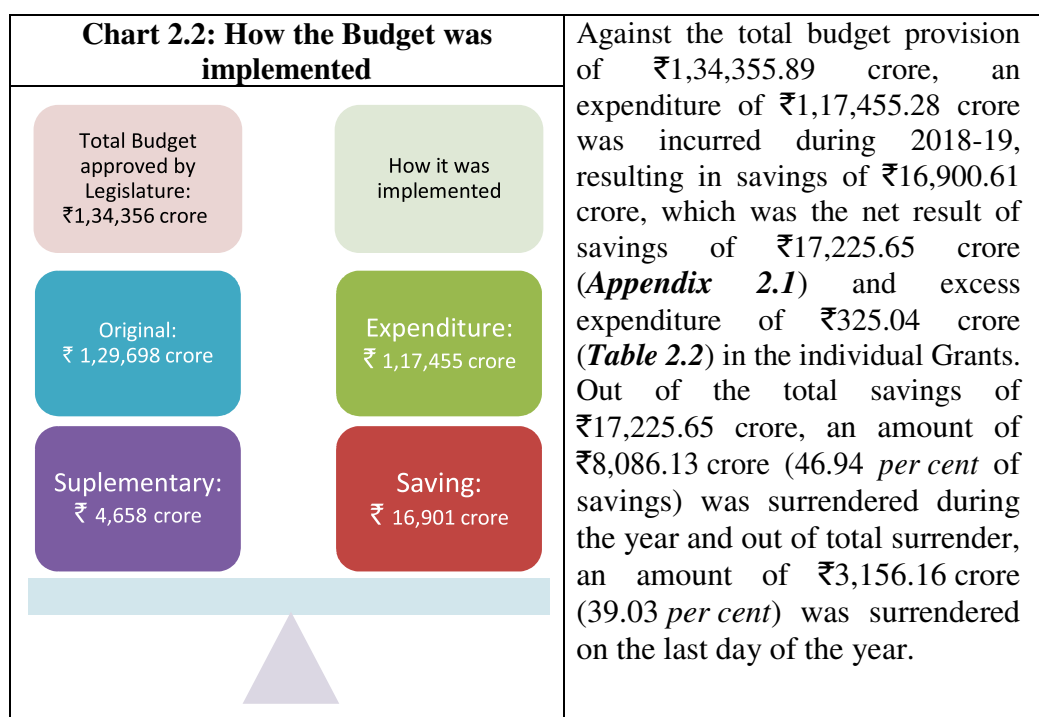 Chart 2.2: How the Budget was
implemented
Total Budget
approved by
Legislature:
₹1,34,356 crore
How it was
implemented
Original:
₹ 1,29,698 crore
Expenditure:
₹ 1,17,455 crore
Suplementary:
₹ 4,658 crore
Saving:
₹ 16,901 crore
Against the total budget provision
of ₹1,34,355.89 crore, an
expenditure of ₹1,17,455.28 crore
was incurred during 2018-19,
resulting in savings of ₹16,900.61
crore, which was the net result of
savings of ₹17,225.65 crore
(Appendix 2.1) and excess
expenditure of ₹325.04 crore
(Table 2.2) in the individual Grants.
Out of the total savings of
₹17,225.65 crore, an amount of
₹8,086.13 crore (46.94 per cent of
savings) was surrendered during
the year and out of total surrender,
an amount of ₹3,156.16 crore
(39.03 per cent) was surrendered
on the last day of the year.